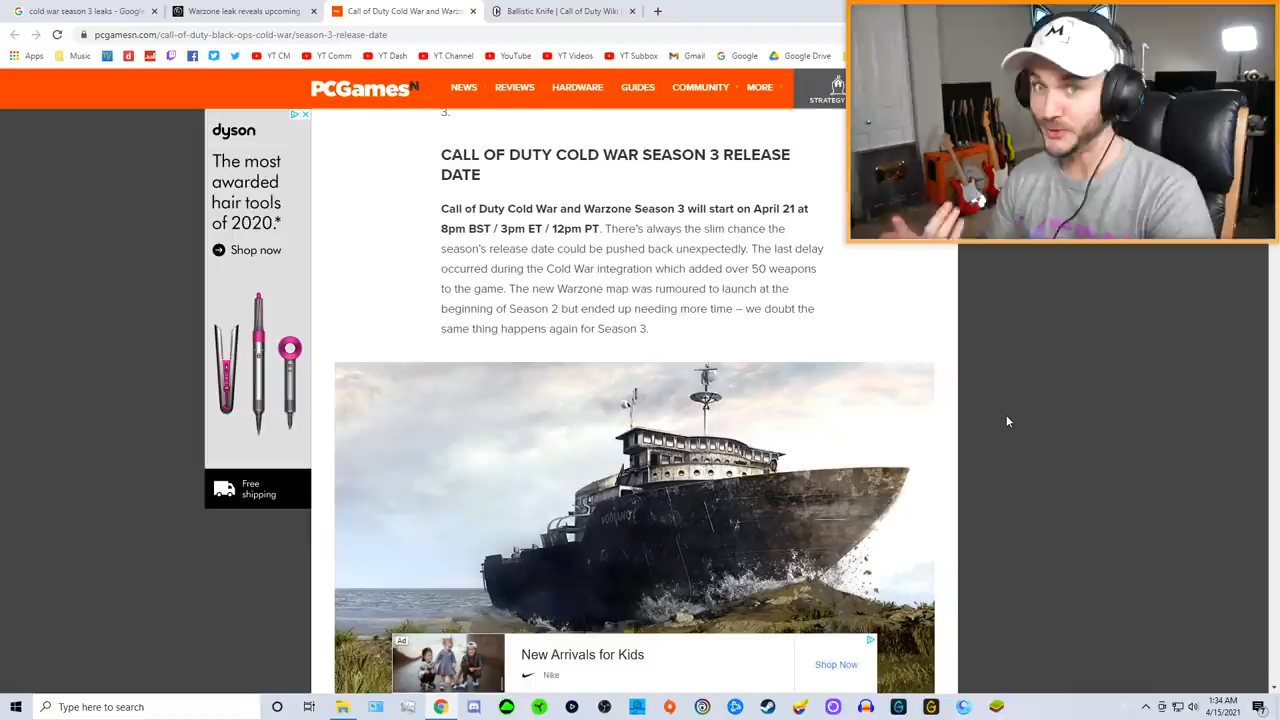 cold war season 3 leaks - Google
Warzone leak reveals upcoming
Call of Duty Cold War and Warzo
Ballistic Knife | Call of Duty Wiki
pcgamesn.com/call-of-duty-black-ops-cold-war/season-3-release-date
Apps
Music
YT CM
YT Comm
YT Dash
YT Channel
YouTube
YT Videos
YT Subbox
Gmail
Google
Google Drive
PCGamesN
NEWS
REVIEWS
HARDWARE
GUIDES
COMMUNITY
MORE
STRATEGY
3.
dyson
The most
awarded
hair tools
of 2020.*
Shop now
Free
shipping
CALL OF DUTY COLD WAR SEASON 3 RELEASE
DATE
Call of Duty Cold War and Warzone Season 3 will start on April 21 at
8pm BST / 3pm ET / 12pm PT. There's always the slim chance the
season's release date could be pushed back unexpectedly. The last delay
occurred during the Cold War integration which added over 50 weapons
to the game. The new Warzone map was rumoured to launch at the
beginning of Season 2 but ended up needing more time – we doubt the
same thing happens again for Season 3.
Ad
New Arrivals for Kids
Nike
Shop Now
Type here to search
1:34 AM
4/15/2021